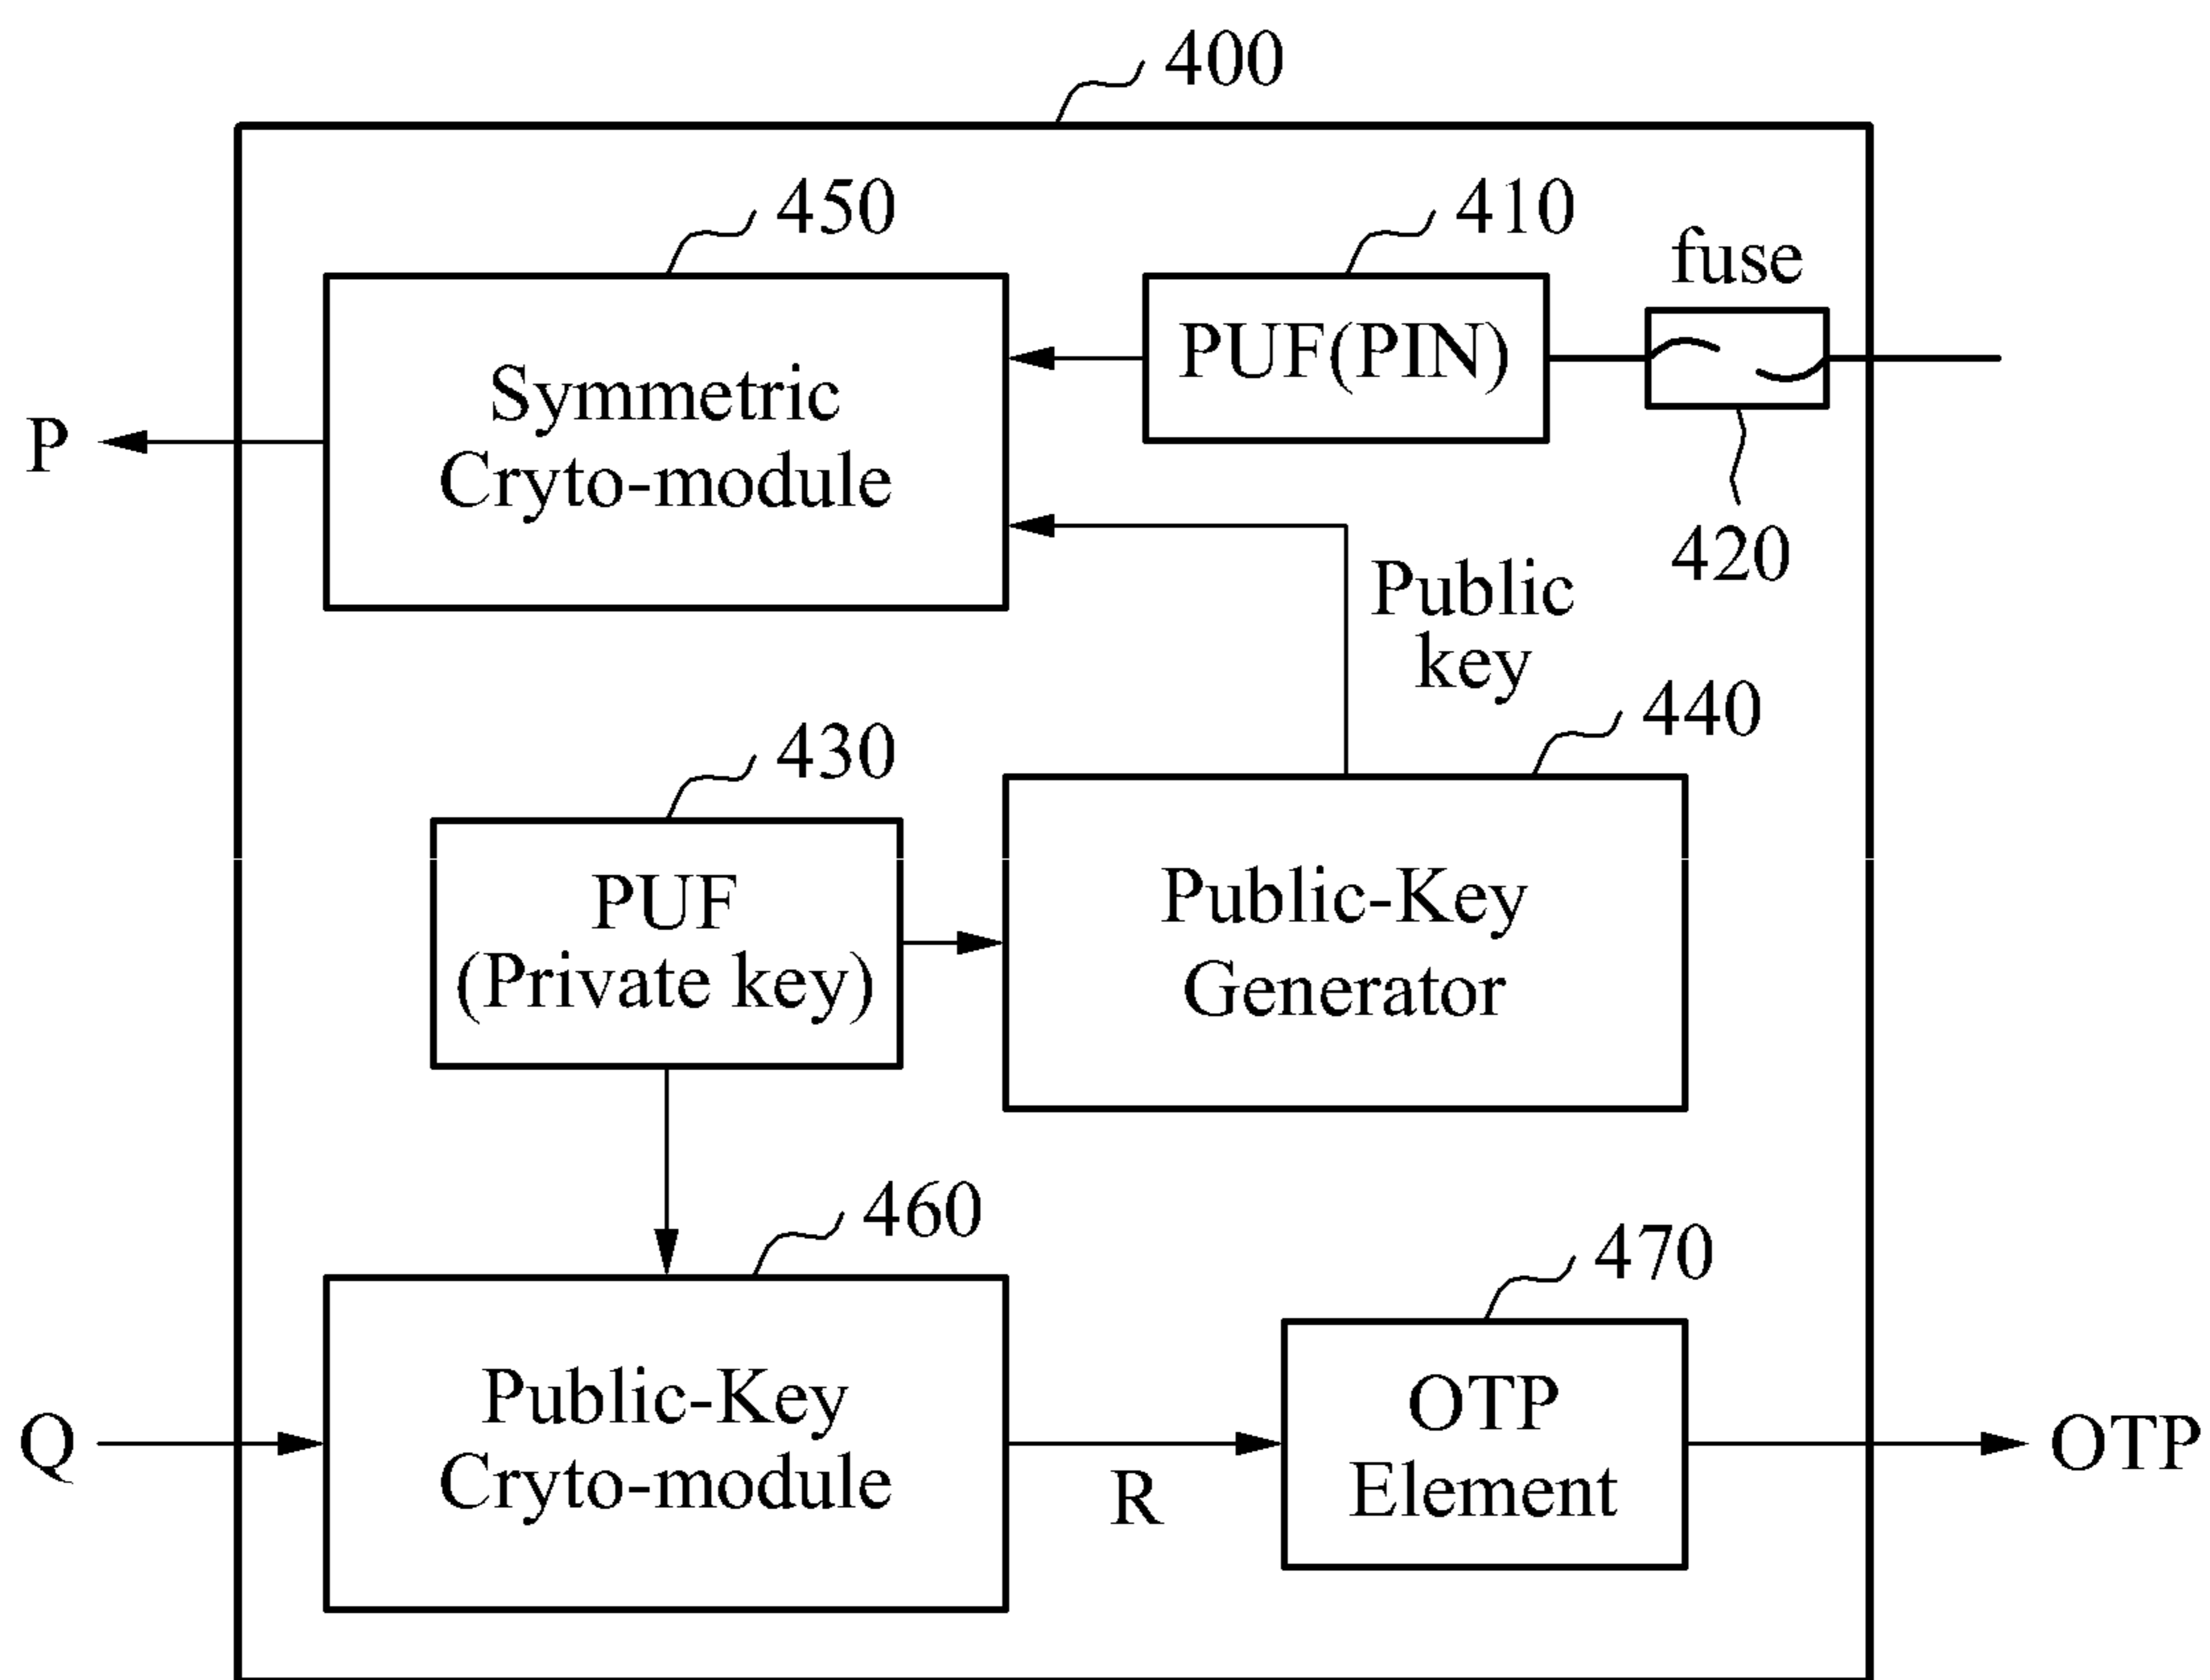 400
450
410
fuse
PUF(PIN)
Symmetric
Cryto-module
P
420
Public
key
440
430
PUF
(Private key)
Public-Key
Generator
460
470
Public-Key
Cryto-module
OTP
Element
Q
R
OTP